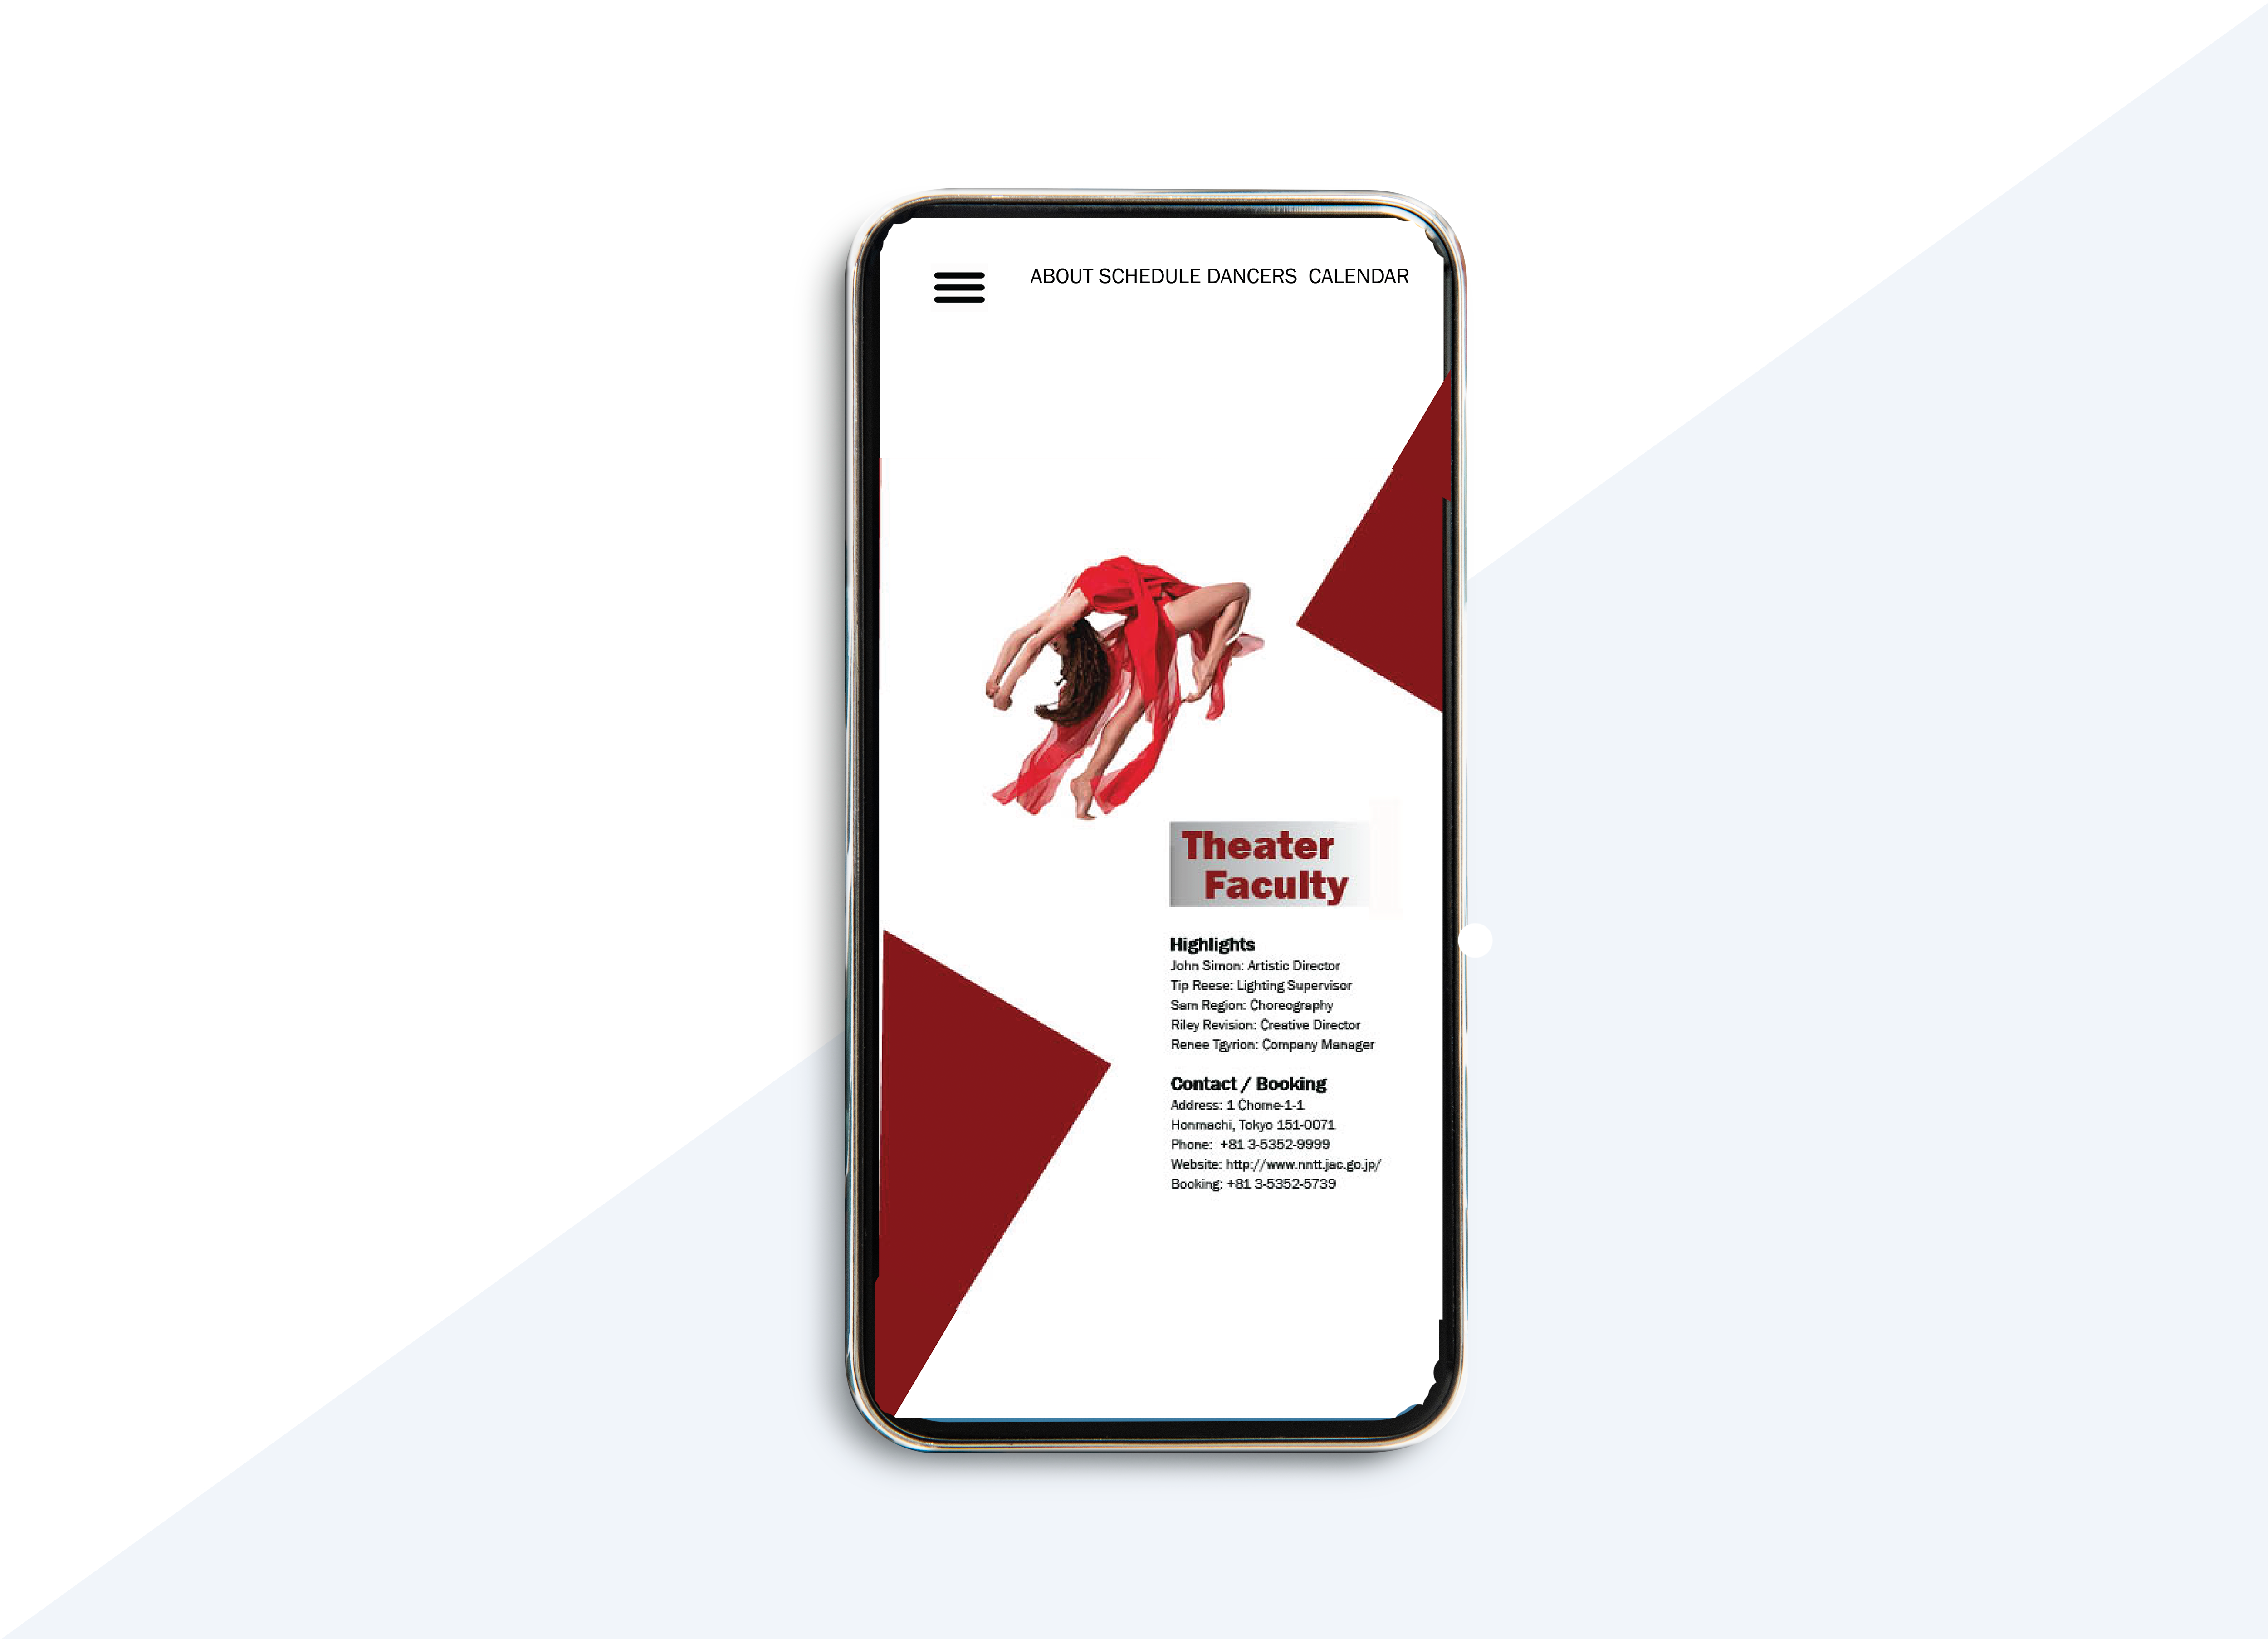 ABOUT SCHEDULE DANCERS CALENDAR
Theater
Faculty
Highlights
John Simon: Artistic Director
Tip Reese: Lighting Supervisor
Sam Region: Choreography
Riley Revision: Creative Director
Renee Tgyrion: Company Manager
Contact / Booking
Address: 1 Chome-1-1
Honmachi, Tokyo 151-0071
Phone: +81 3-5352-9999
Website: http://www.nntt.jac.go.jp/
Booking: +81 3-5352-5739